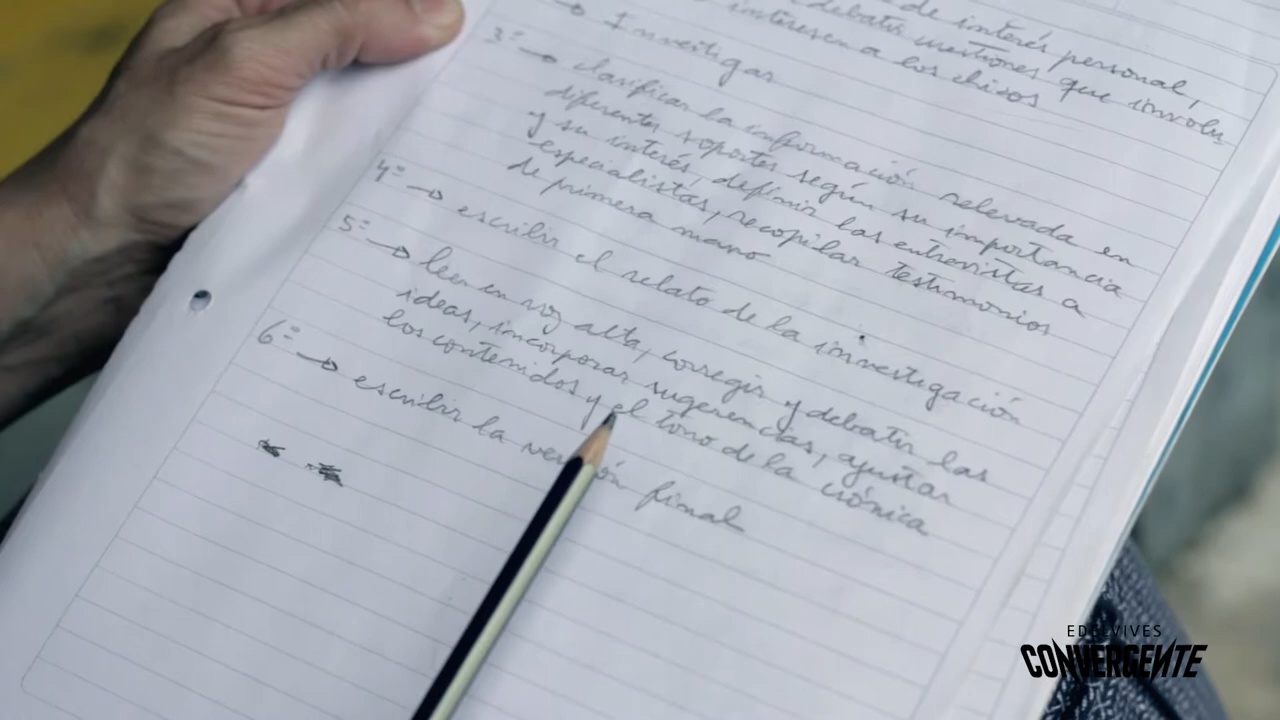 de interés personal,
debatir cuestiones que involu
interesen a los chicos
→ Investigar
3º → clasificar la información relevada en
diferentes soportes según su importancia
y su interés, definir las entrevistas a
especialistas, recopilar testimonios
de primera mano
4º → escribir el relato de la investigación
5º → leer en voz alta, corregir y debatir las
ideas, incorporar sugerencias, ajustar
los contenidos y el tono de la crónica
6º → escribir la versión final
EDELVIVES
CONVERGENTE